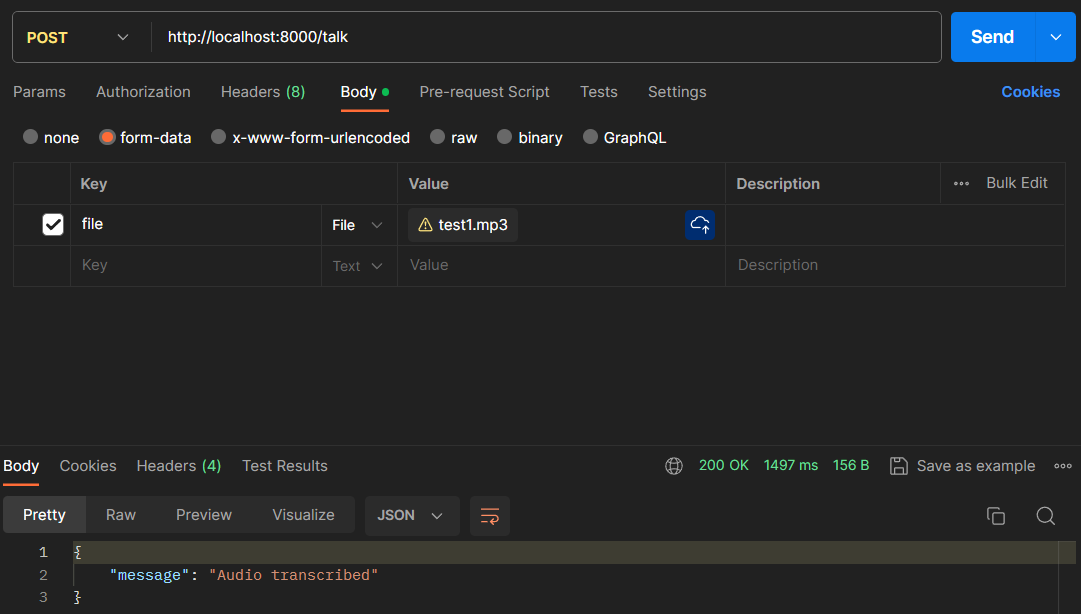 POST http://localhost:8000/talk Send
Params Authorization Headers (8) Body Pre-request Script Tests Settings Cookies
none form-data x-www-form-urlencoded raw binary GraphQL
Key Value Description Bulk Edit
file File test1.mp3
Key Text Value Description
Body Cookies Headers (4) Test Results 200 OK 1497 ms 156 B Save as example
Pretty Raw Preview Visualize JSON
1 {
2 "message": "Audio transcribed"
3 }